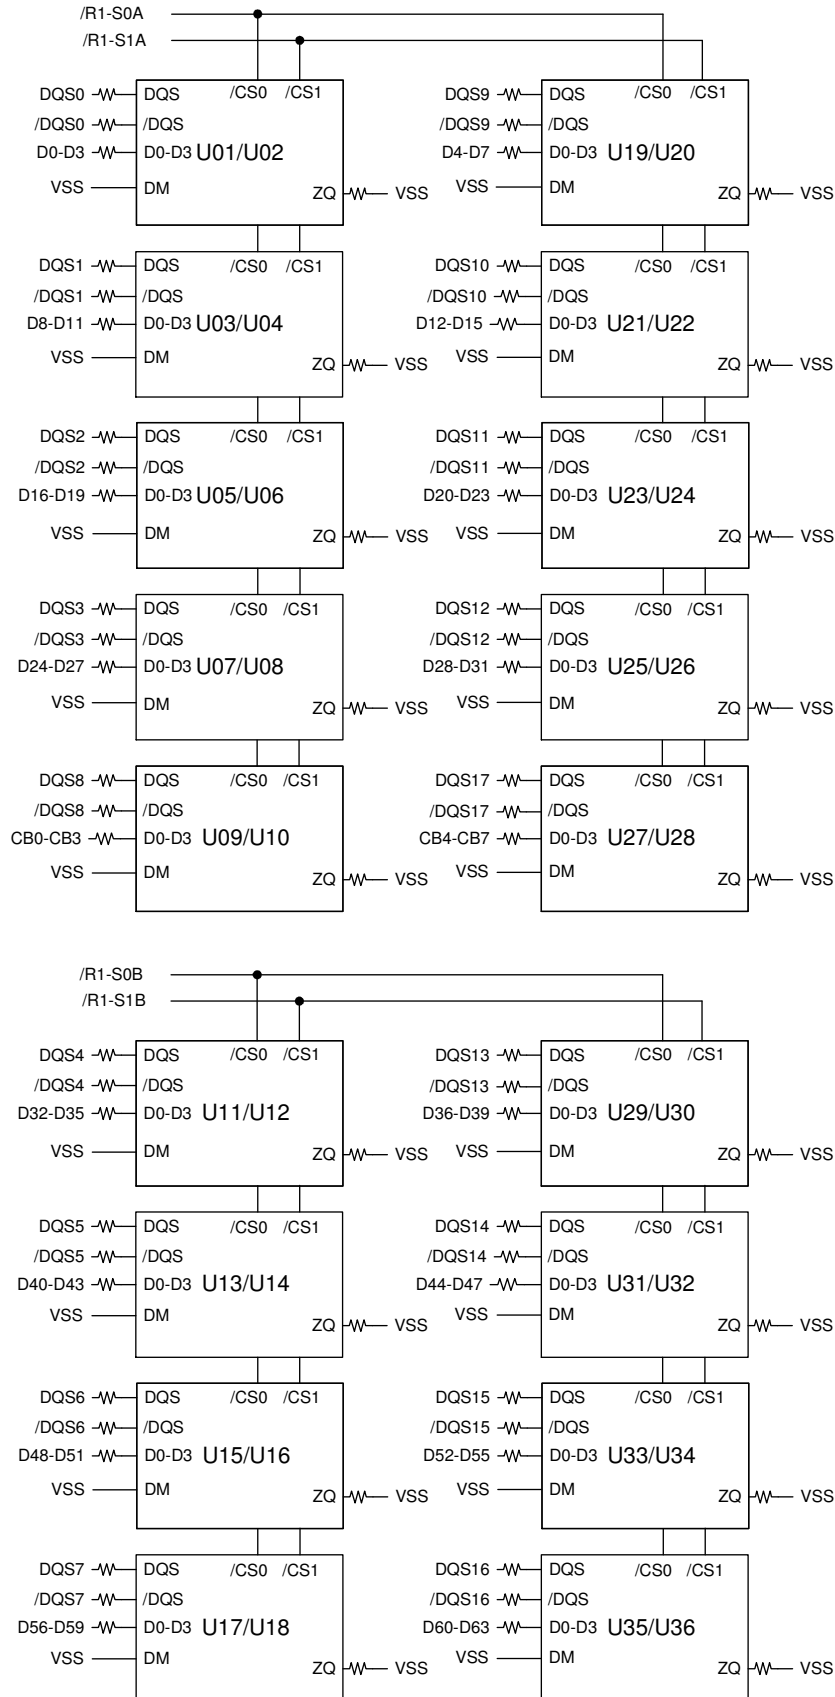 /R1-S0A
/R1-S1A
DQS0 DQS /CS0 /CS1 DQS9 DQS /CS0 /CS1
/DQS0 /DQS /DQS9 /DQS
D0-D3 D0-D3 U01/U02 D4-D7 D0-D3 U19/U20
VSS DM ZQ VSS VSS DM ZQ VSS
DQS1 DQS /CS0 /CS1 DQS10 DQS /CS0 /CS1
/DQS1 /DQS /DQS10 /DQS
D8-D11 D0-D3 U03/U04 D12-D15 D0-D3 U21/U22
VSS DM ZQ VSS VSS DM ZQ VSS
DQS2 DQS /CS0 /CS1 DQS11 DQS /CS0 /CS1
/DQS2 /DQS /DQS11 /DQS
D16-D19 D0-D3 U05/U06 D20-D23 D0-D3 U23/U24
VSS DM ZQ VSS VSS DM ZQ VSS
DQS3 DQS /CS0 /CS1 DQS12 DQS /CS0 /CS1
/DQS3 /DQS /DQS12 /DQS
D24-D27 D0-D3 U07/U08 D28-D31 D0-D3 U25/U26
VSS DM ZQ VSS VSS DM ZQ VSS
DQS8 DQS /CS0 /CS1 DQS17 DQS /CS0 /CS1
/DQS8 /DQS /DQS17 /DQS
CB0-CB3 D0-D3 U09/U10 CB4-CB7 D0-D3 U27/U28
VSS DM ZQ VSS VSS DM ZQ VSS
/R1-S0B
/R1-S1B
DQS4 DQS /CS0 /CS1 DQS13 DQS /CS0 /CS1
/DQS4 /DQS /DQS13 /DQS
D32-D35 D0-D3 U11/U12 D36-D39 D0-D3 U29/U30
VSS DM ZQ VSS VSS DM ZQ VSS
DQS5 DQS /CS0 /CS1 DQS14 DQS /CS0 /CS1
/DQS5 /DQS /DQS14 /DQS
D40-D43 D0-D3 U13/U14 D44-D47 D0-D3 U31/U32
VSS DM ZQ VSS VSS DM ZQ VSS
DQS6 DQS /CS0 /CS1 DQS15 DQS /CS0 /CS1
/DQS6 /DQS /DQS15 /DQS
D48-D51 D0-D3 U15/U16 D52-D55 D0-D3 U33/U34
VSS DM ZQ VSS VSS DM ZQ VSS
DQS7 DQS /CS0 /CS1 DQS16 DQS /CS0 /CS1
/DQS7 /DQS /DQS16 /DQS
D56-D59 D0-D3 U17/U18 D60-D63 D0-D3 U35/U36
VSS DM ZQ VSS VSS DM ZQ VSS